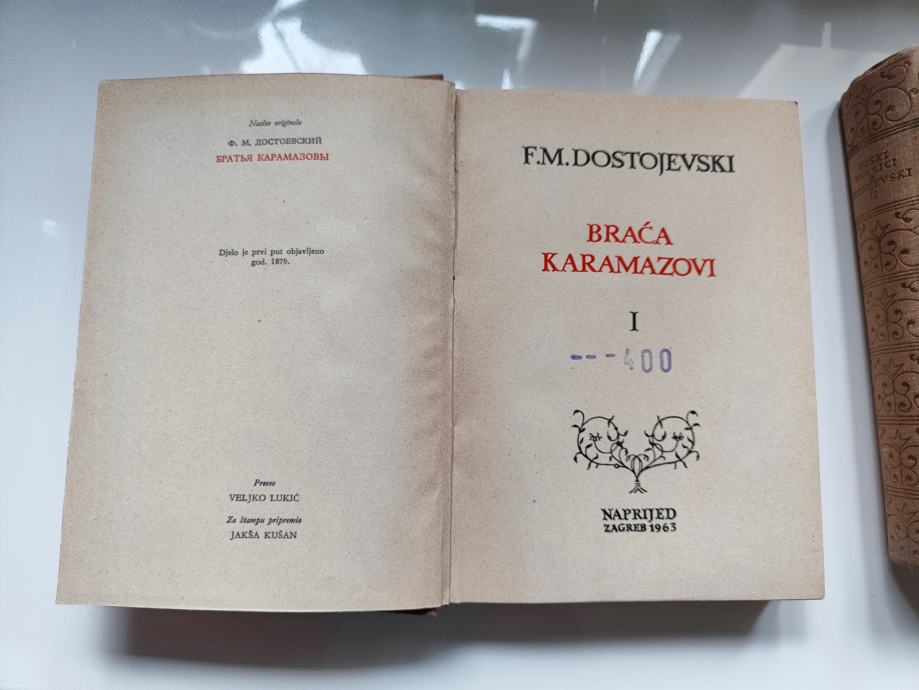 Naslov originala
Ф. М. ДОСТОЕВСКИЙ
БРАТЬЯ КАРАМАЗОВЫ
Djelo je prvi put objavljeno
god. 1879.
Preveo
VELJKO LUKIĆ
Za štampu pripremio
JAKŠA KUŠAN
F.M.DOSTOJEVSKI
BRAĆA
KARAMAZOVI
I
---400
NAPRIJED
ZAGREB 1963